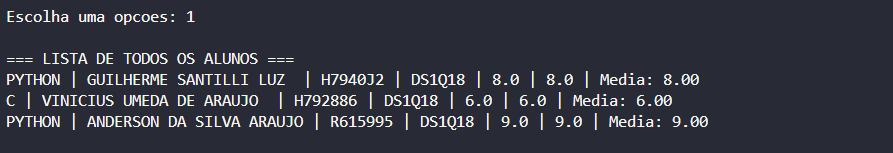 Escolha uma opcoes: 1
=== LISTA DE TODOS OS ALUNOS ===
PYTHON | GUILHERME SANTILLI LUZ  | H7940J2 | DS1Q18 | 8.0 | 8.0 | Media: 8.00
C | VINICIUS UMEDA DE ARAUJO  | H792886 | DS1Q18 | 6.0 | 6.0 | Media: 6.00
PYTHON | ANDERSON DA SILVA ARAUJO | R615995 | DS1Q18 | 9.0 | 9.0 | Media: 9.00